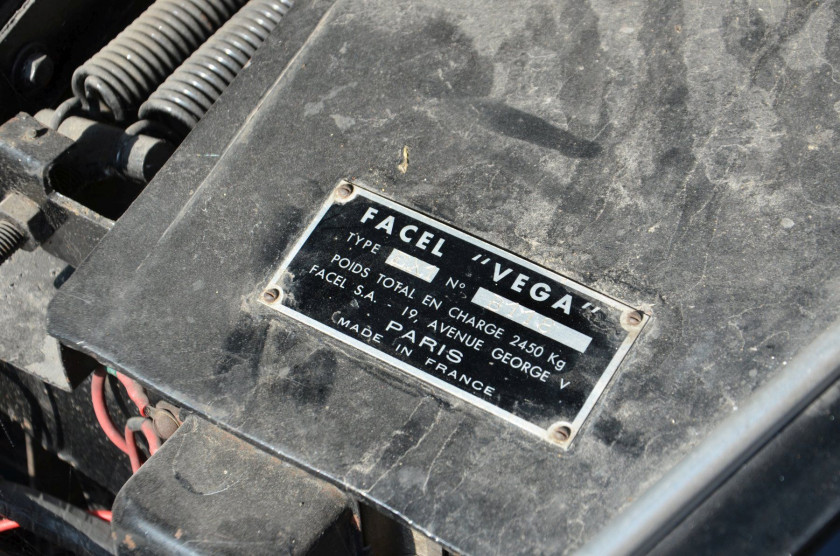 FACEL "VEGA"
TYPE N°
POIDS TOTAL EN CHARGE 2450 Kg
FACEL S.A. - 19, AVENUE GEORGE V
PARIS
MADE IN FRANCE